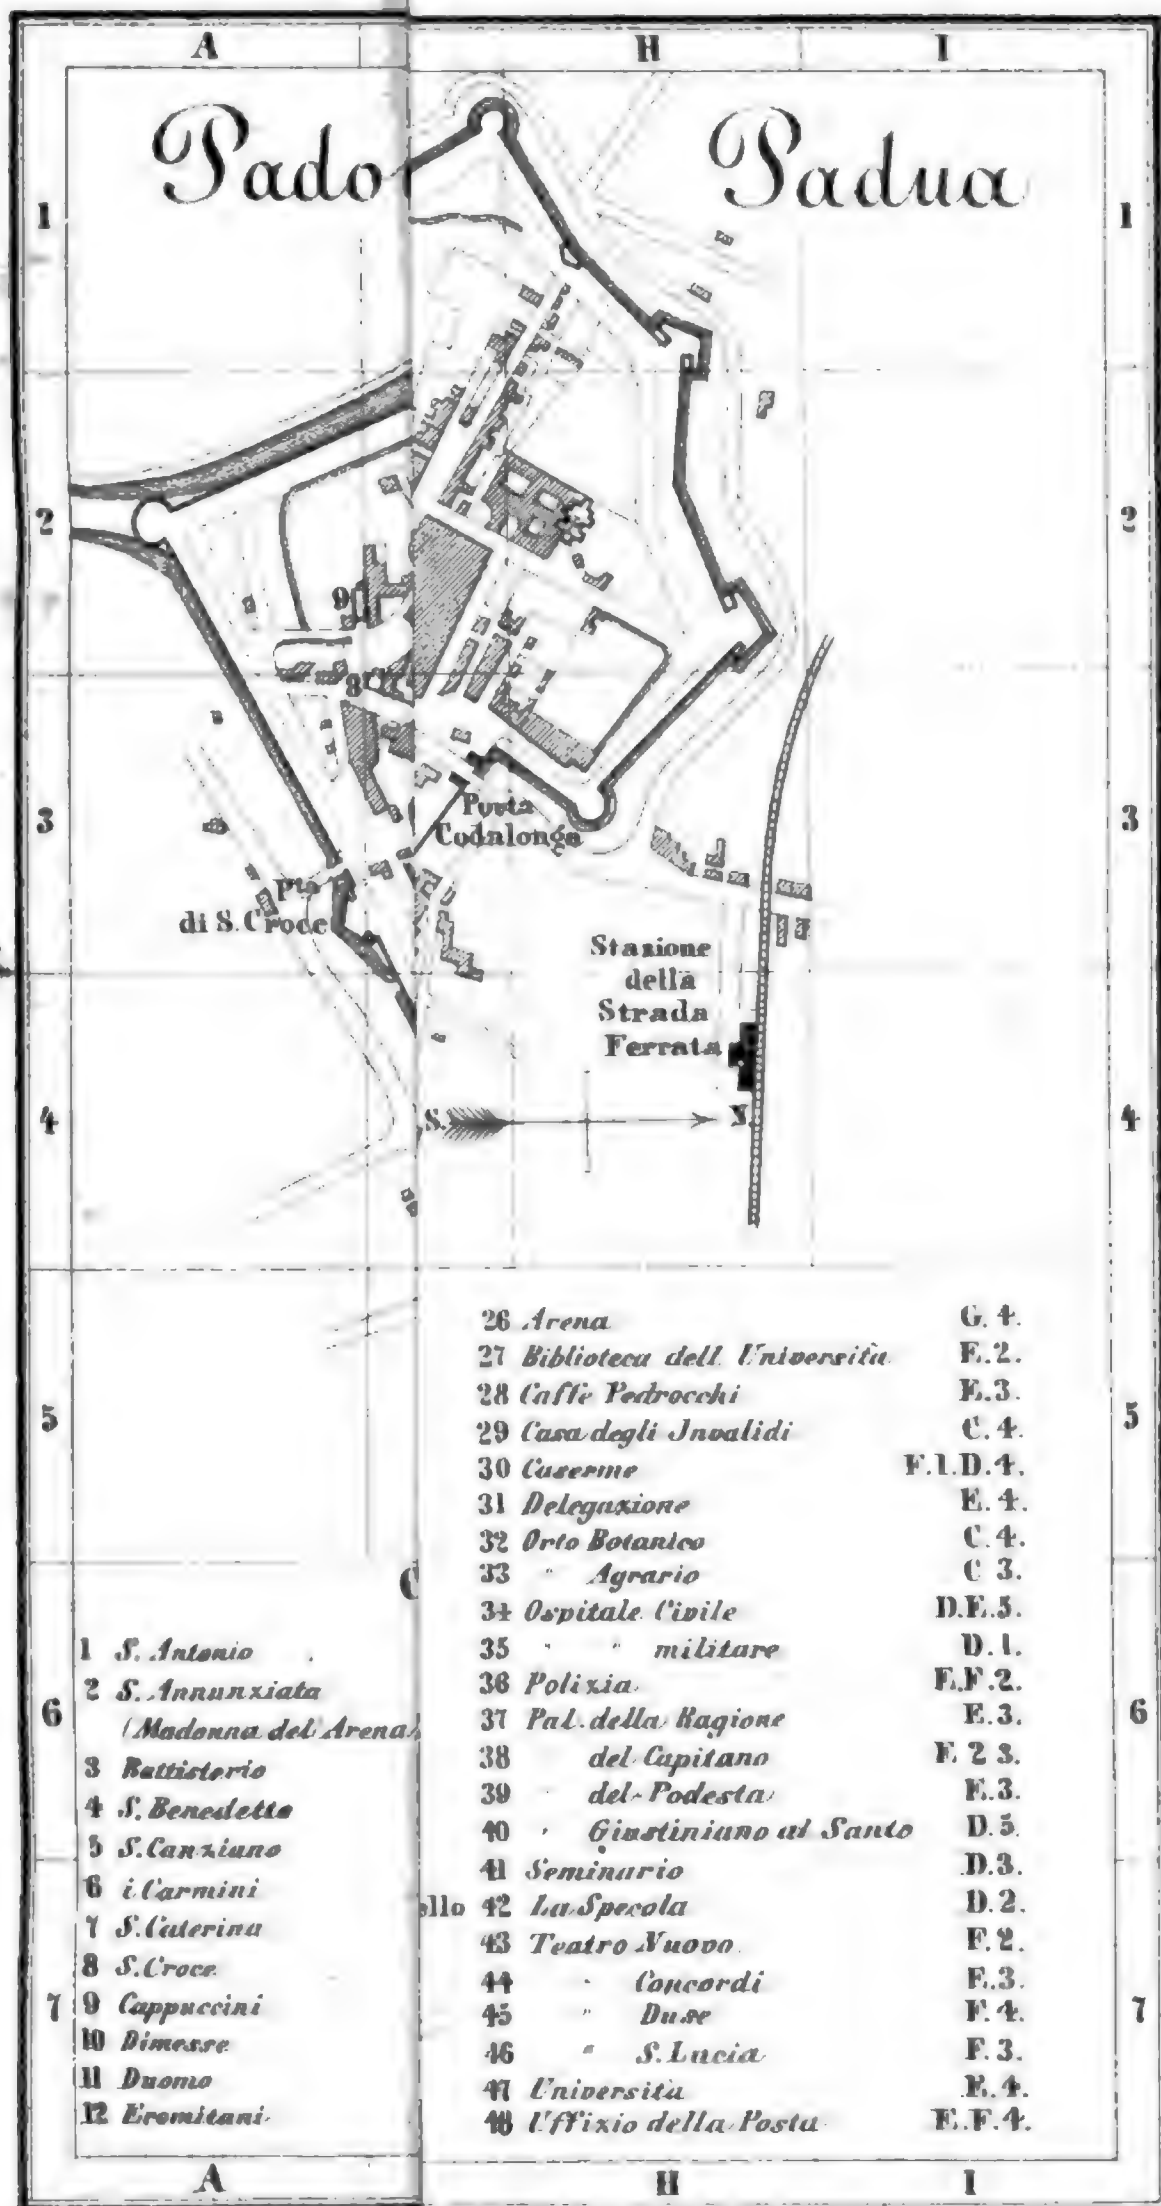 A H I
Pado Padua
1 1
2 2
9
8
3 3
Porta
Codalonga
Pta
di S. Croce
Stazione
della
Strada
Ferrata
4 4
S. N.
5 5
26 Arena G. 4.
27 Biblioteca dell' Università E. 2.
28 Caffè Pedrocchi E. 3.
29 Casa degli Invalidi C. 4.
30 Caserme F.1.D.4.
31 Delegazione E. 4.
32 Orto Botanico C. 4.
33 " Agrario C 3.
34 Ospitale Civile D.E.5.
35 " " militare D. 1.
36 Polizia E.F.2.
37 Pal. della Ragione E. 3.
38 del Capitano E. 2 3.
39 del Podesta E. 3.
40 " Giustiniano al Santo D. 5.
41 Seminario D. 3.
ello 42 La Specola D. 2.
43 Teatro Nuovo F. 2.
44 " Concordi E. 3.
45 " Duse F. 4.
46 " S. Lucia F. 3.
47 Università E. 4.
48 Uffizio della Posta E.F.4.
6 6
1 S. Antonio
2 S. Annunziata
(Madonna del Arena)
3 Battisterio
4 S. Benedetto
5 S. Canziano
6 i Carmini
7 S. Caterina
8 S. Croce
9 Cappuccini
10 Dimesse
11 Duomo
12 Eremitani
7 7
A H I